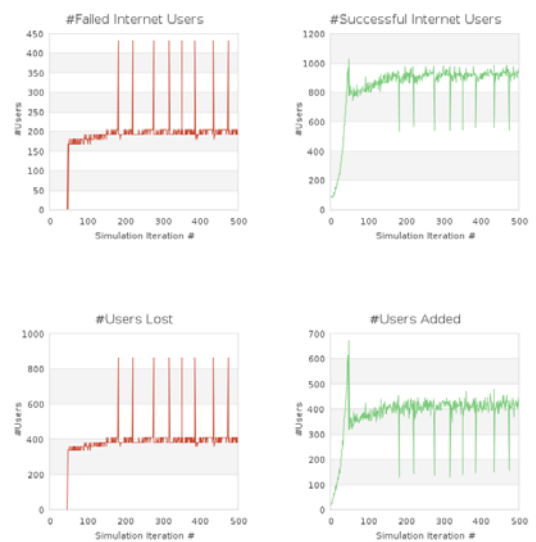 #Failed Internet Users
450
400
350
300
250
200
150
100
50
0
#Users
0 100 200 300 400 500
Simulation Iteration #
#Successful Internet Users
1200
1000
800
600
400
200
0
#Users
0 100 200 300 400 500
Simulation Iteration #
#Users Lost
1000
800
600
400
200
0
#Users
0 100 200 300 400 500
Simulation Iteration #
#Users Added
700
600
500
400
300
200
100
0
#Users
0 100 200 300 400 500
Simulation Iteration #